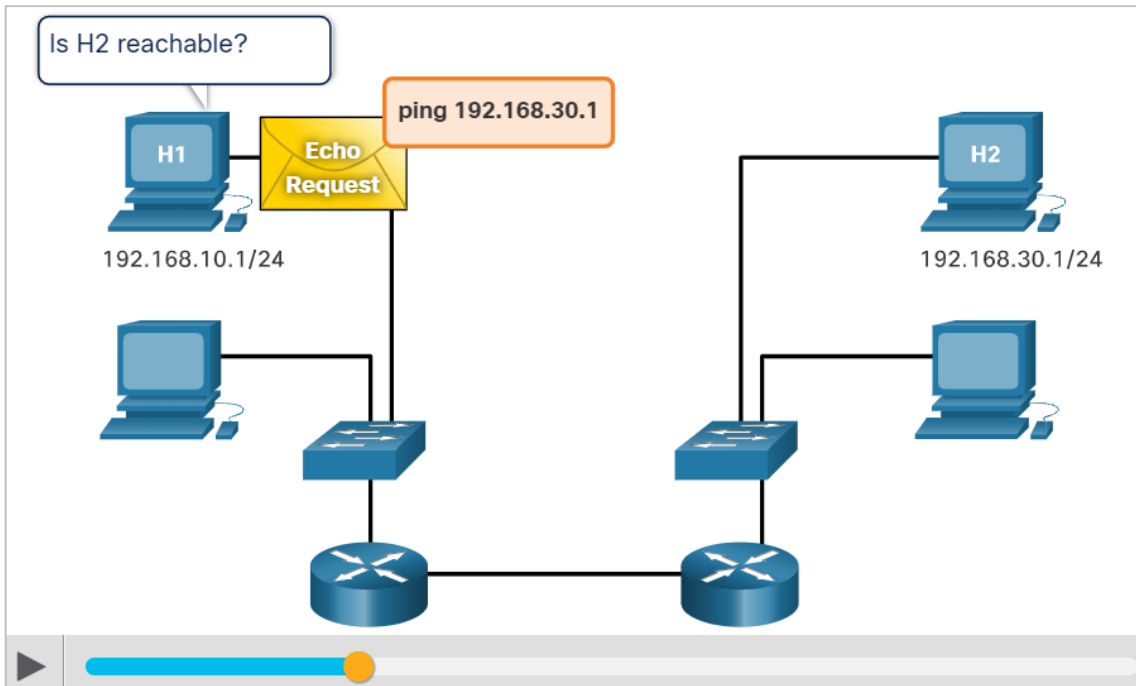 Is H2 reachable?
ping 192.168.30.1
H1
Echo
Request
H2
192.168.10.1/24
192.168.30.1/24